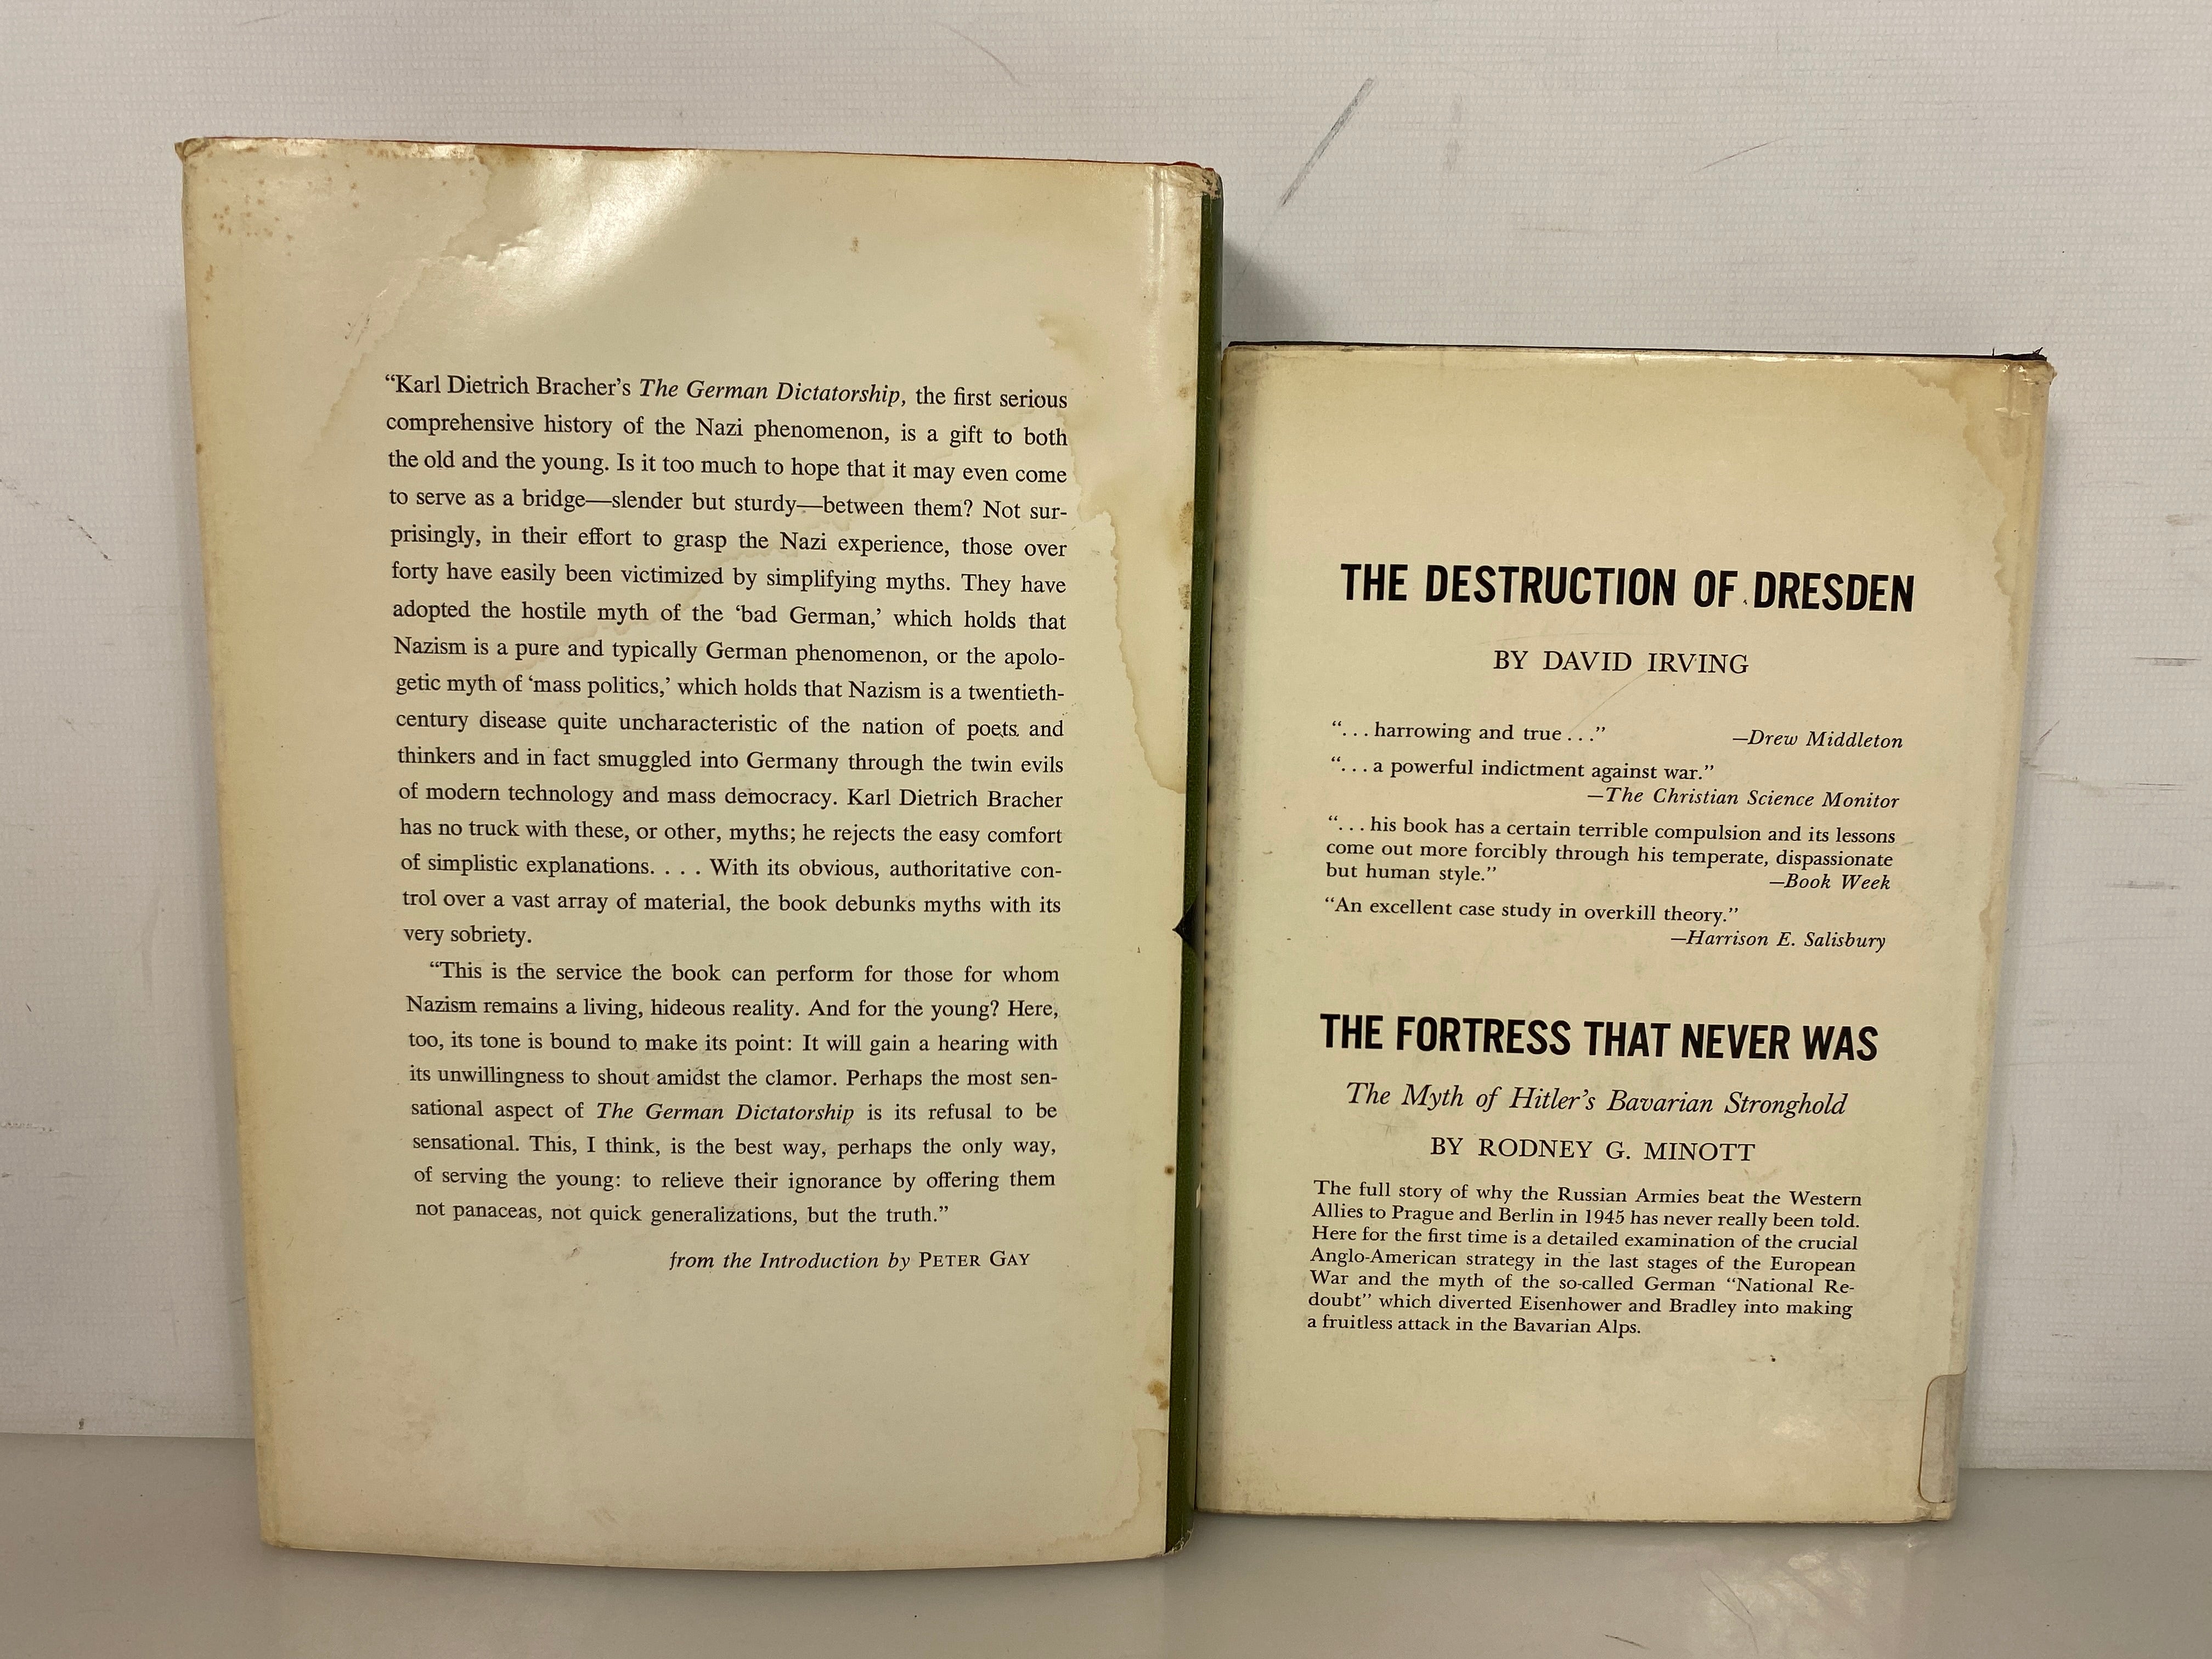 “Karl Dietrich Bracher’s The German Dictatorship, the first serious
comprehensive history of the Nazi phenomenon, is a gift to both
the old and the young. Is it too much to hope that it may even come
to serve as a bridge—slender but sturdy—between them? Not sur-
prisingly, in their effort to grasp the Nazi experience, those over
forty have easily been victimized by simplifying myths. They have
adopted the hostile myth of the ‘bad German,’ which holds that
Nazism is a pure and typically German phenomenon, or the apolo-
getic myth of ‘mass politics,’ which holds that Nazism is a twentieth-
century disease quite uncharacteristic of the nation of poets and
thinkers and in fact smuggled into Germany through the twin evils
of modern technology and mass democracy. Karl Dietrich Bracher
has no truck with these, or other, myths; he rejects the easy comfort
of simplistic explanations. . . . With its obvious, authoritative con-
trol over a vast array of material, the book debunks myths with its
very sobriety.
“This is the service the book can perform for those for whom
Nazism remains a living, hideous reality. And for the young? Here,
too, its tone is bound to make its point: It will gain a hearing with
its unwillingness to shout amidst the clamor. Perhaps the most sen-
sational aspect of The German Dictatorship is its refusal to be
sensational. This, I think, is the best way, perhaps the only way,
of serving the young: to relieve their ignorance by offering them
not panaceas, not quick generalizations, but the truth.”
from the Introduction by PETER GAY
THE DESTRUCTION OF DRESDEN
BY DAVID IRVING
“. . . harrowing and true . . .” —Drew Middleton
“. . . a powerful indictment against war.”
—The Christian Science Monitor
“. . . his book has a certain terrible compulsion and its lessons
come out more forcibly through his temperate, dispassionate
but human style.” —Book Week
“An excellent case study in overkill theory.”
—Harrison E. Salisbury
THE FORTRESS THAT NEVER WAS
The Myth of Hitler’s Bavarian Stronghold
BY RODNEY G. MINOTT
The full story of why the Russian Armies beat the Western
Allies to Prague and Berlin in 1945 has never really been told.
Here for the first time is a detailed examination of the crucial
Anglo-American strategy in the last stages of the European
War and the myth of the so-called German “National Re-
doubt” which diverted Eisenhower and Bradley into making
a fruitless attack in the Bavarian Alps.